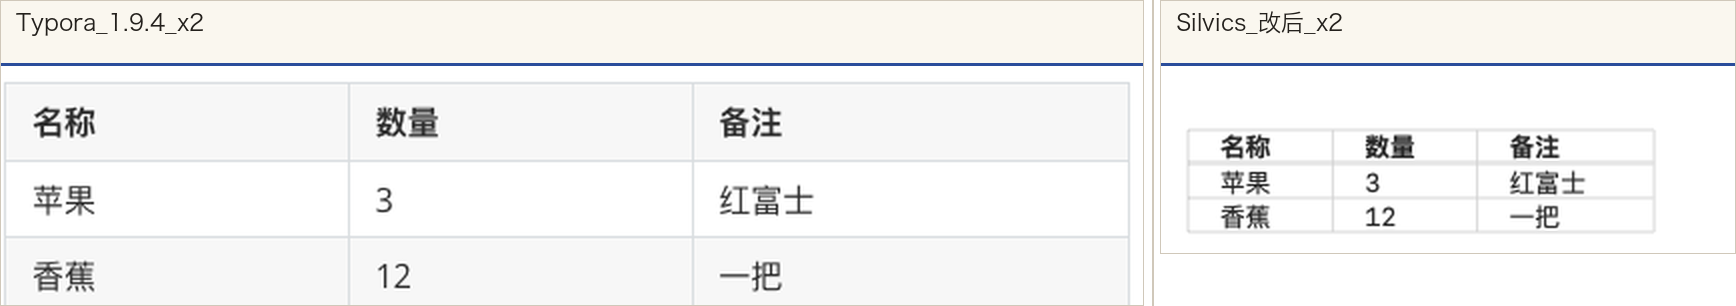 Typora_1.9.4_x2
名称 数量 备注
苹果 3 红富士
香蕉 12 一把
Silvics_改后_x2
名称 数量 备注
苹果 3 红富士
香蕉 12 一把